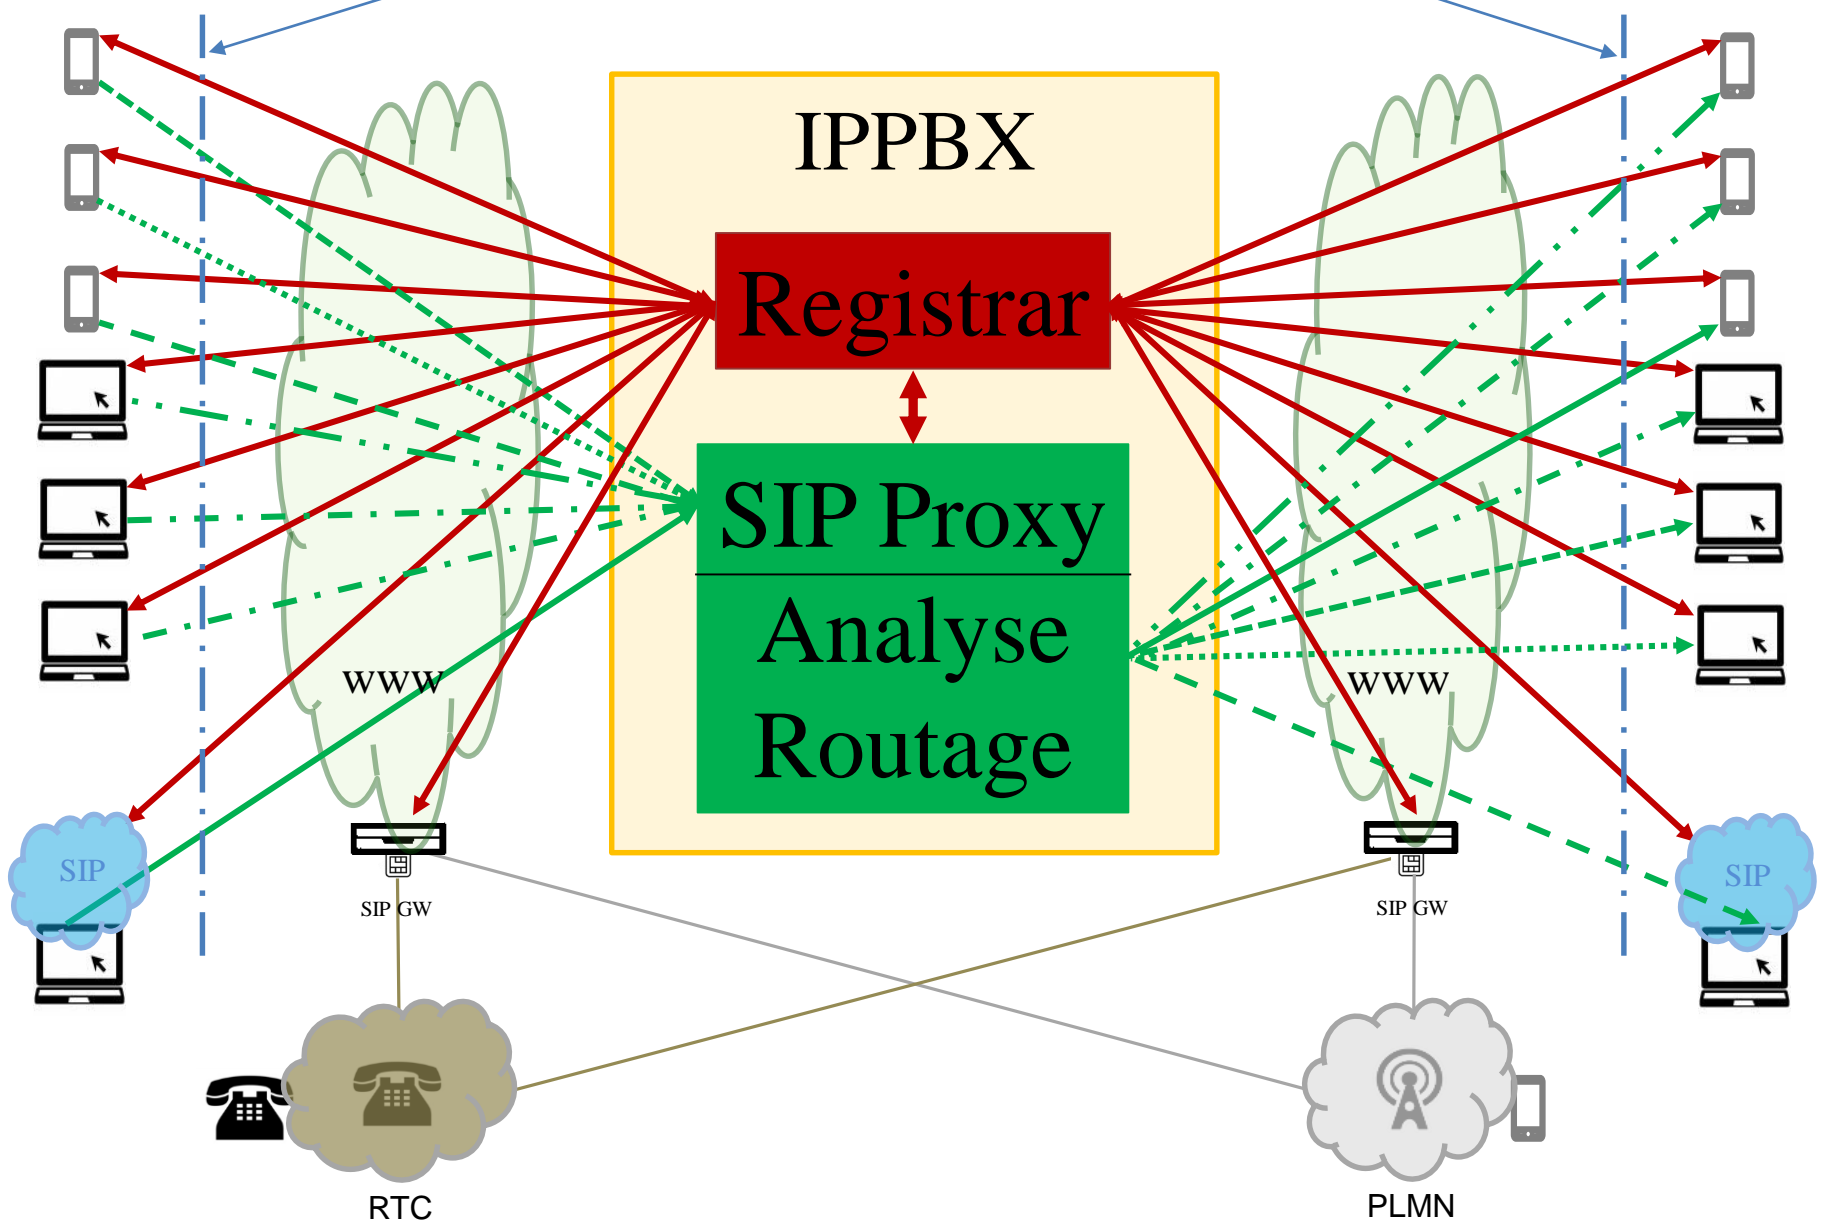 IPPBX
Registrar
SIP Proxy
Analyse
Routage
www
www
SIP
SIP
SIP GW
SIP GW
RTC
PLMN